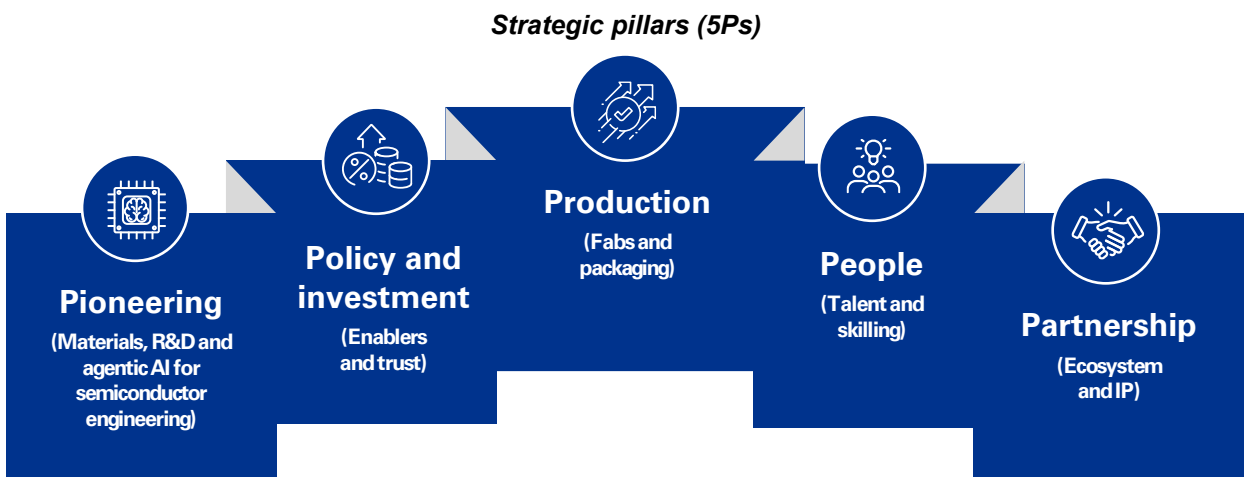 Strategic pillars (5Ps)
Pioneering
(Materials, R&D and
agentic AI for
semiconductor
engineering)
Policy and
investment
(Enablers
and trust)
Production
(Fabs and
packaging)
People
(Talent and
skilling)
Partnership
(Ecosystem
and IP)